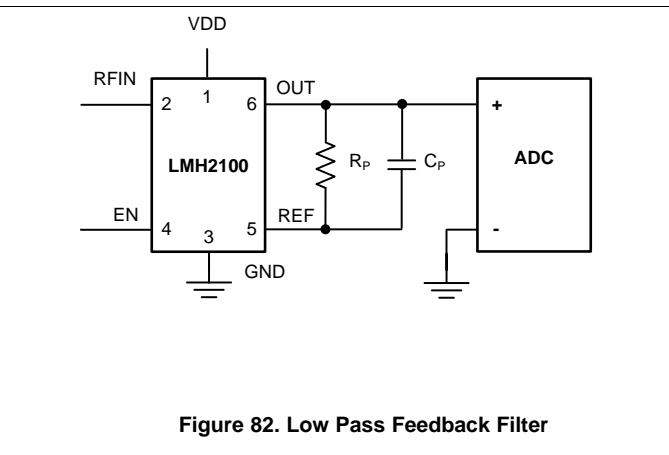 VDD
RFIN
OUT
2
1
6
+
LMH2100
RP
CP
ADC
EN
REF
4
3
5
-
GND
Figure 82. Low Pass Feedback Filter